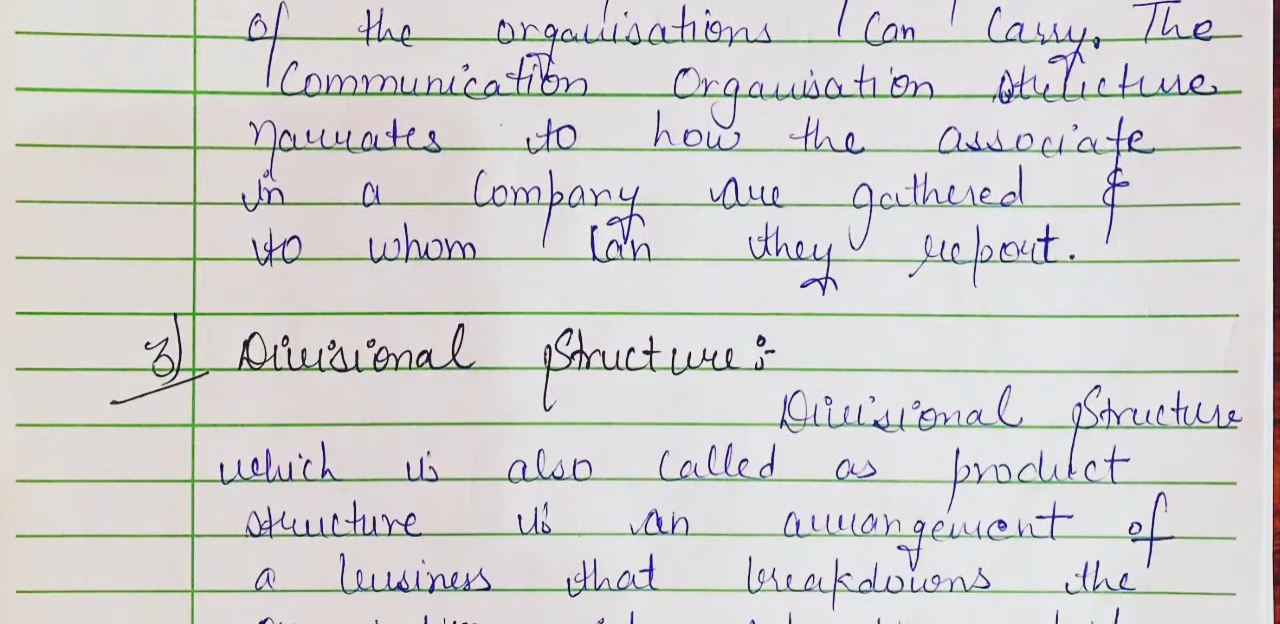 of the organisations can carry. The
Communication Organisation structure
narrates to how the associate
in a Company are gathered &
to whom can they report.
3) Divisional Structure :-
Divisional Structure
which is also called as product
structure is an arrangement of
a business that breakdowns the